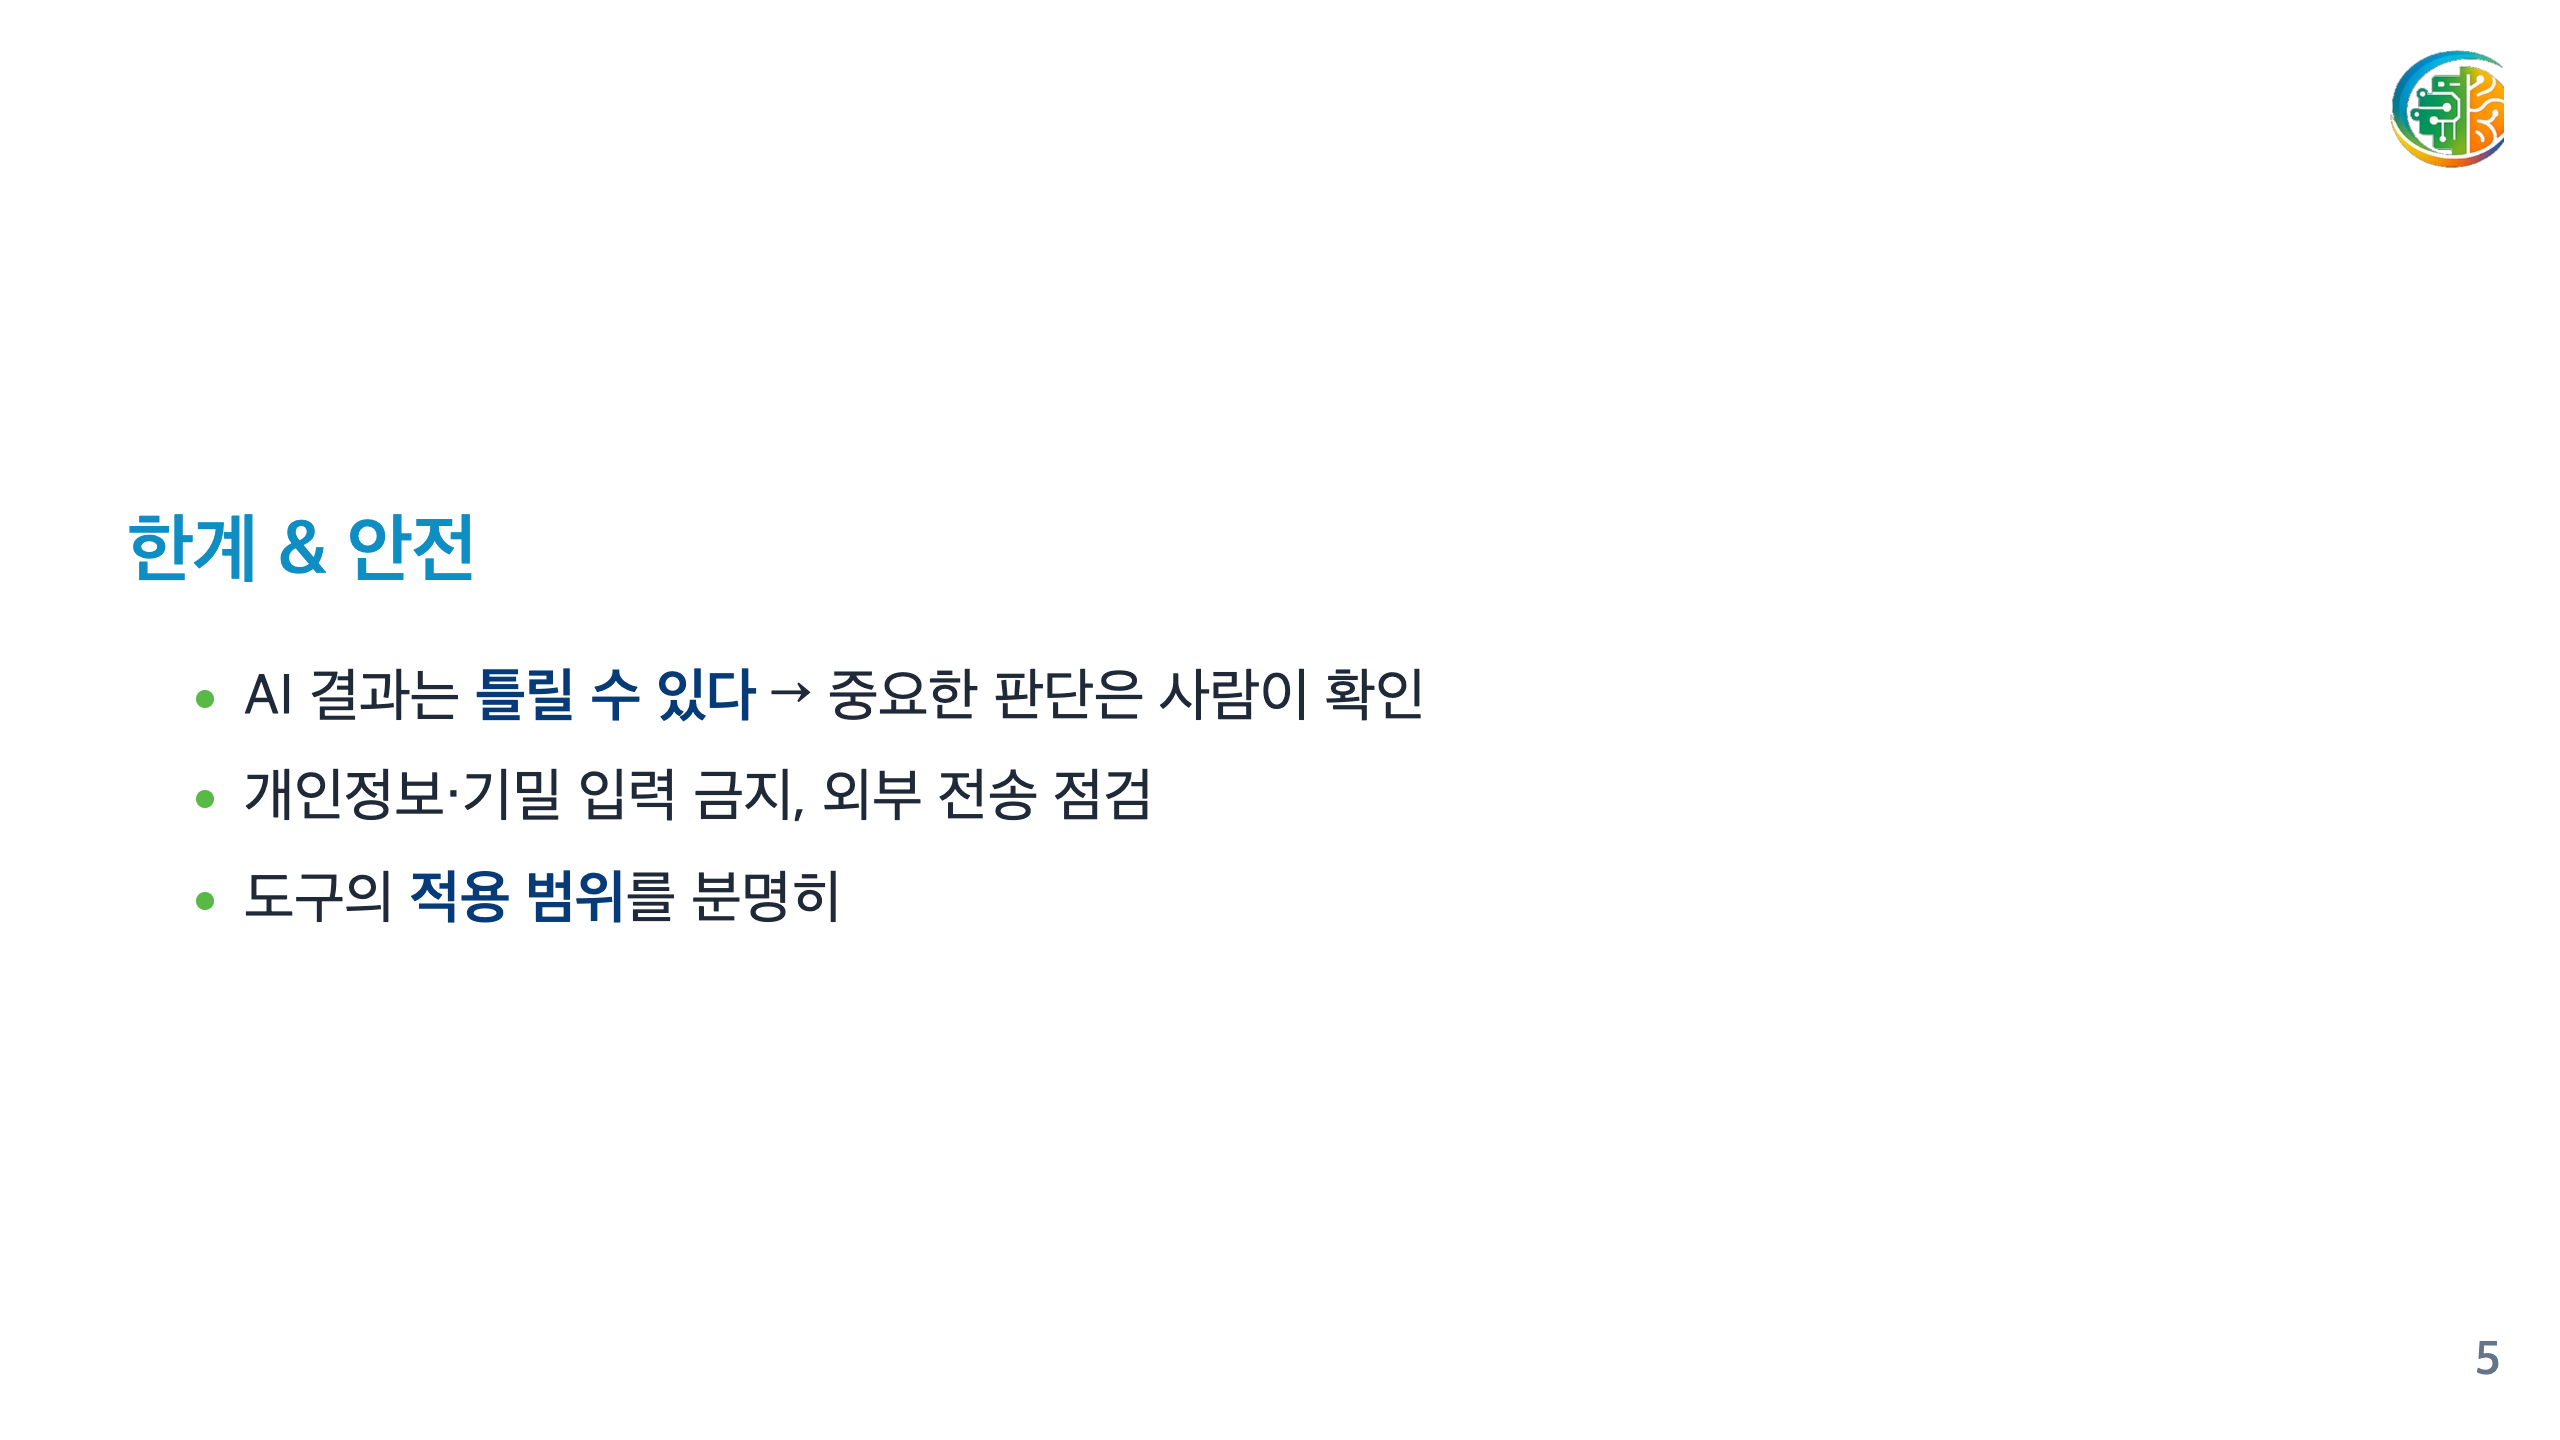 한계 & 안전
• AI 결과는 틀릴 수 있다 → 중요한 판단은 사람이 확인
• 개인정보·기밀 입력 금지, 외부 전송 점검
• 도구의 적용 범위를 분명히
5